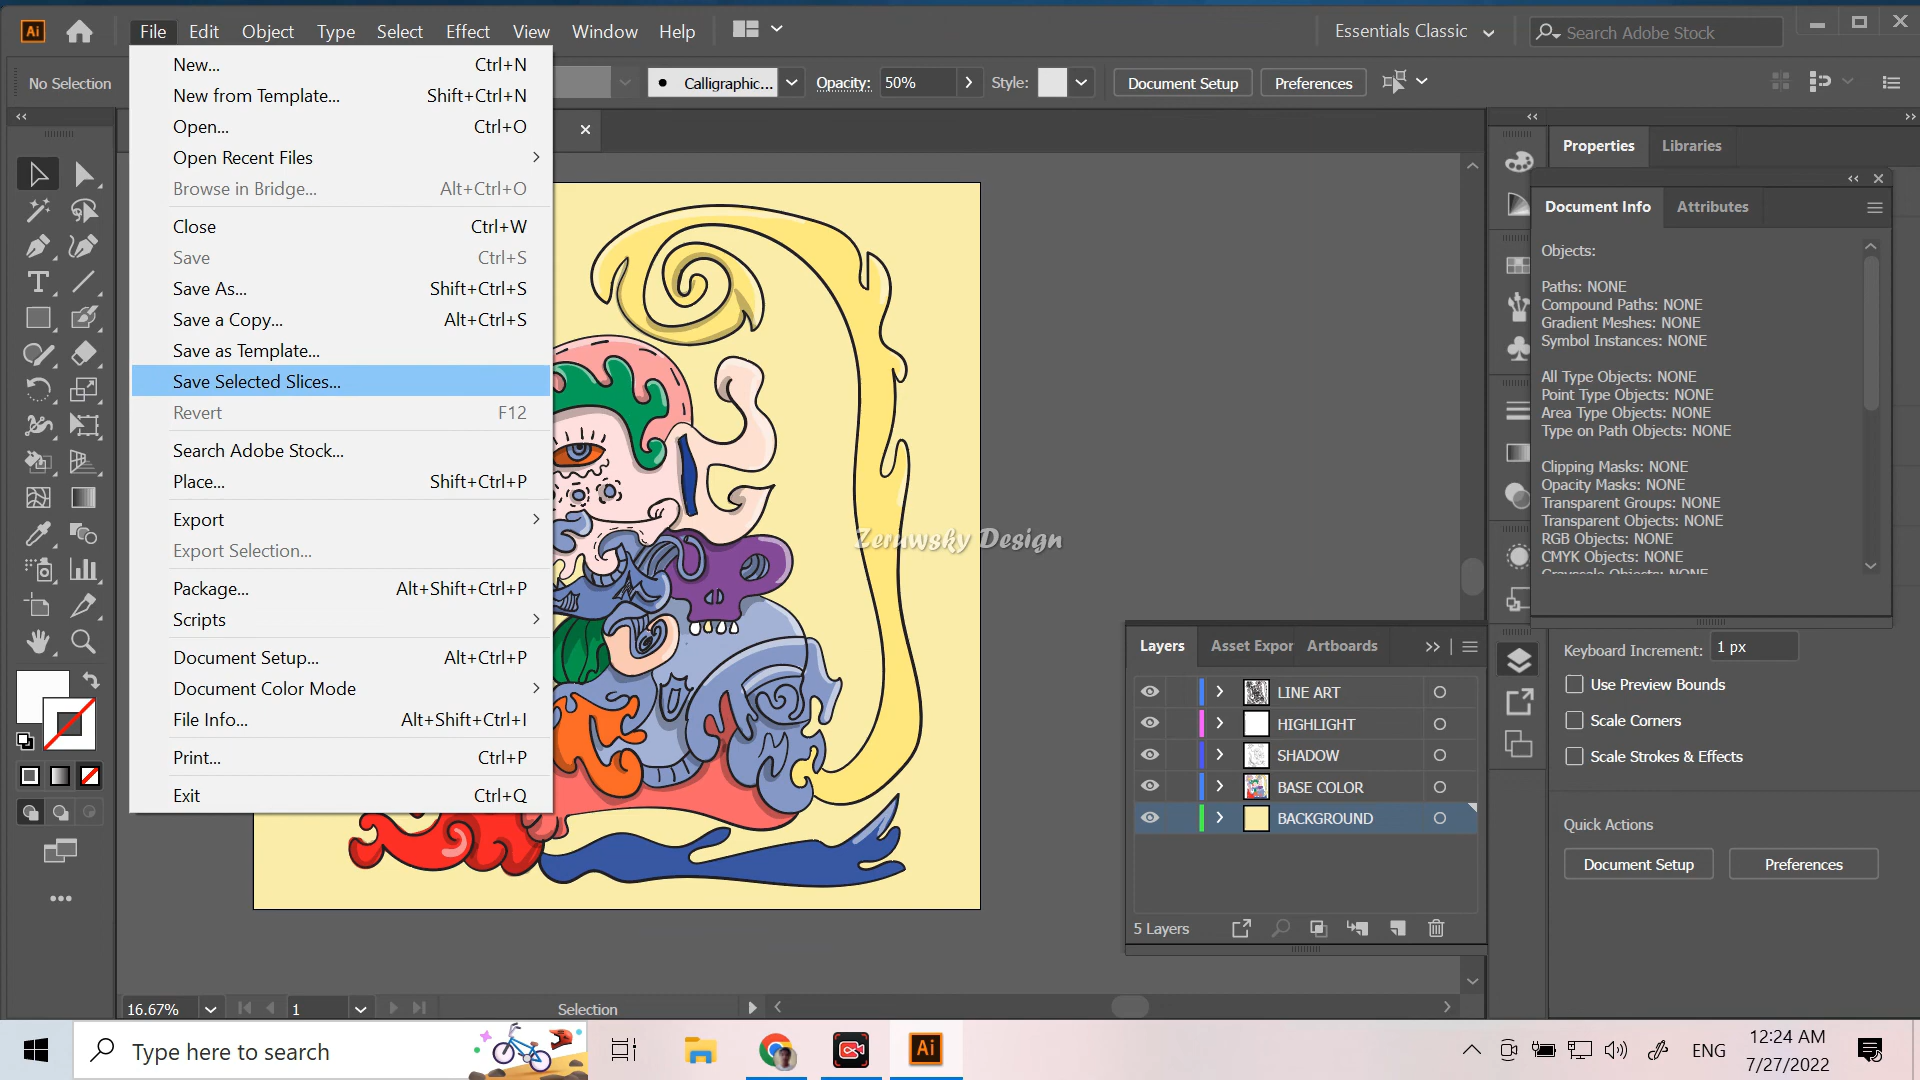 Ai
File Edit Object Type Select Effect View Window Help
Essentials Classic
Search Adobe Stock
No Selection
Calligraphic...
Opacity: 50%
Style:
Document Setup
Preferences
New... Ctrl+N
New from Template... Shift+Ctrl+N
Open... Ctrl+O
Open Recent Files
Browse in Bridge... Alt+Ctrl+O
Close Ctrl+W
Save Ctrl+S
Save As... Shift+Ctrl+S
Save a Copy... Alt+Ctrl+S
Save as Template...
Save Selected Slices...
Revert F12
Search Adobe Stock...
Place... Shift+Ctrl+P
Export
Export Selection...
Package... Alt+Shift+Ctrl+P
Scripts
Document Setup... Alt+Ctrl+P
Document Color Mode
File Info... Alt+Shift+Ctrl+I
Print... Ctrl+P
Exit Ctrl+Q
Zeruwsky Design
Properties Libraries
Document Info Attributes
Objects:
Paths: NONE
Compound Paths: NONE
Gradient Meshes: NONE
Symbol Instances: NONE
All Type Objects: NONE
Point Type Objects: NONE
Area Type Objects: NONE
Type on Path Objects: NONE
Clipping Masks: NONE
Opacity Masks: NONE
Transparent Groups: NONE
Transparent Objects: NONE
RGB Objects: NONE
CMYK Objects: NONE
Grayscale Objects: NONE
Keyboard Increment: 1 px
Use Preview Bounds
Scale Corners
Scale Strokes & Effects
Quick Actions
Document Setup Preferences
Layers Asset Expor Artboards
LINE ART
HIGHLIGHT
SHADOW
BASE COLOR
BACKGROUND
5 Layers
16.67% 1 Selection
Type here to search
Ai
ENG
12:24 AM
7/27/2022